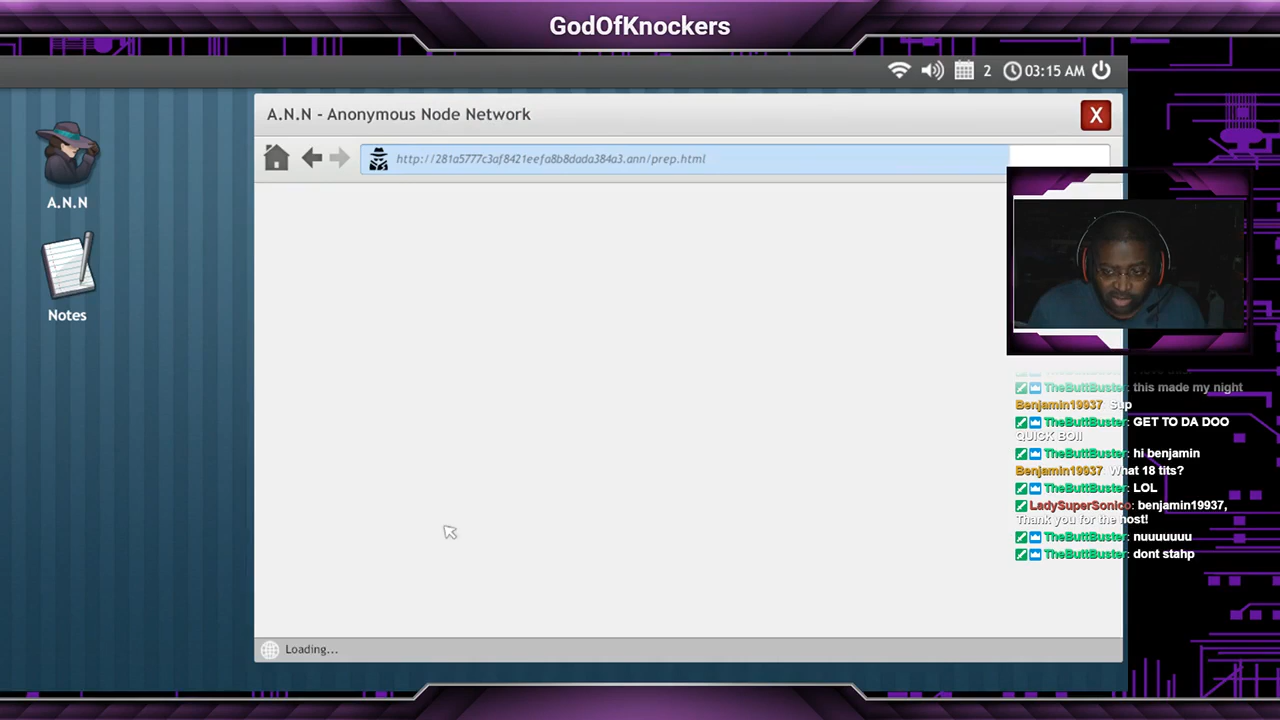 GodOfKnockers
2 03:15 AM
A.N.N - Anonymous Node Network
X
http://281a5777c3af8421eefa8b8dada384a3.ann/prep.html
A.N.N
Notes
TheButtBuster: this made my night
Benjamin19937 Sup
TheButtBuster: GET TO DA DOO
QUICK BOII
TheButtBuster: hi benjamin
Benjamin19937 What 18 tits?
TheButtBuster: LOL
LadySuperSonico: benjamin19937,
Thank you for the host!
TheButtBuster: nuuuuuuu
TheButtBuster: dont stahp
Loading...